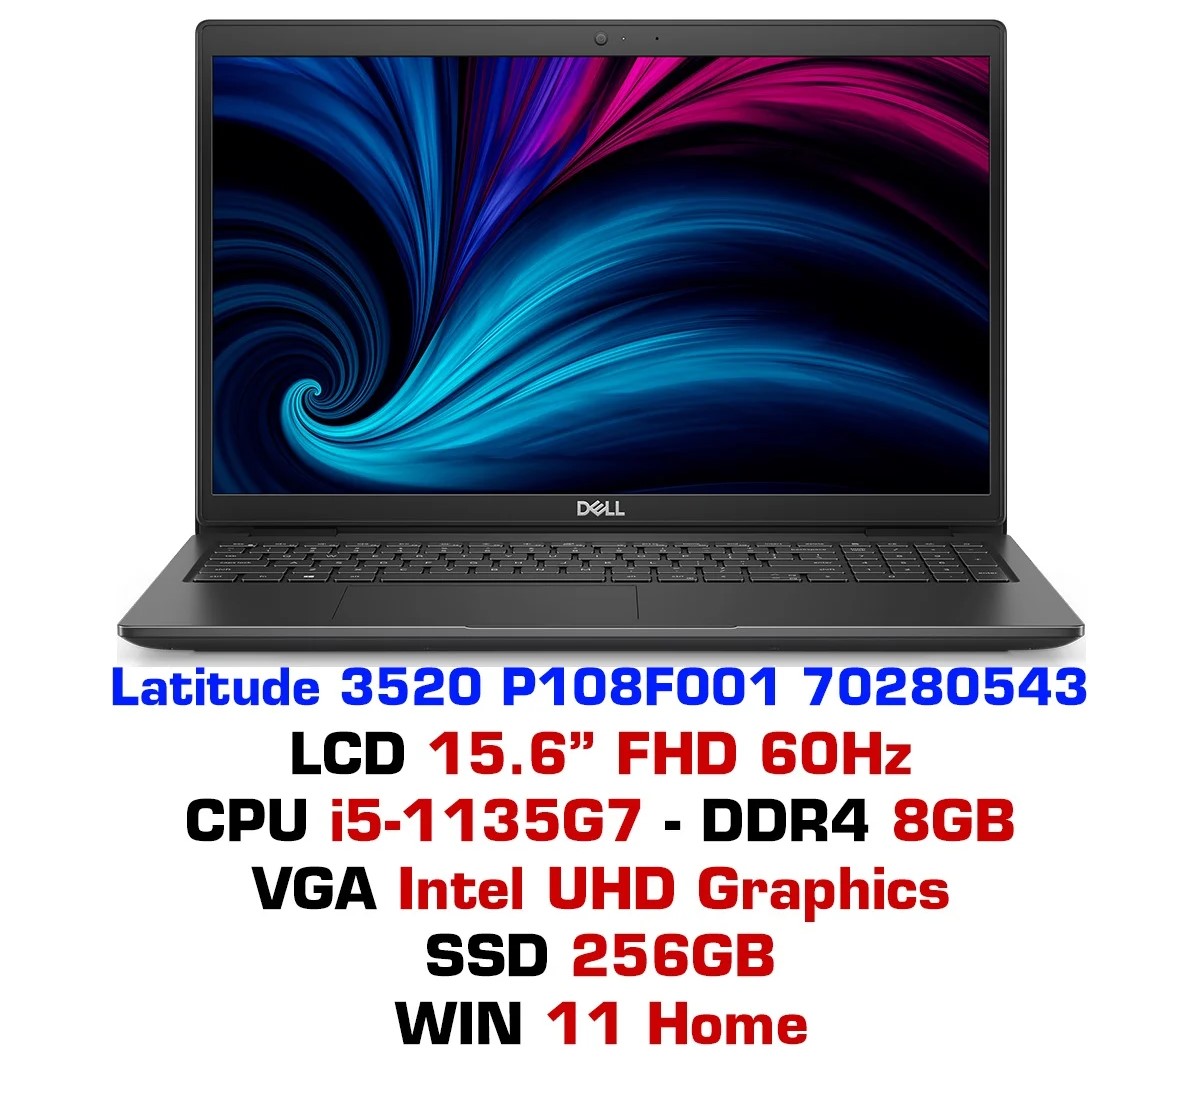 DELL
Latitude 3520 P108F001 70280543
LCD 15.6” FHD 60Hz
CPU i5-1135G7 - DDR4 8GB
VGA Intel UHD Graphics
SSD 256GB
WIN 11 Home